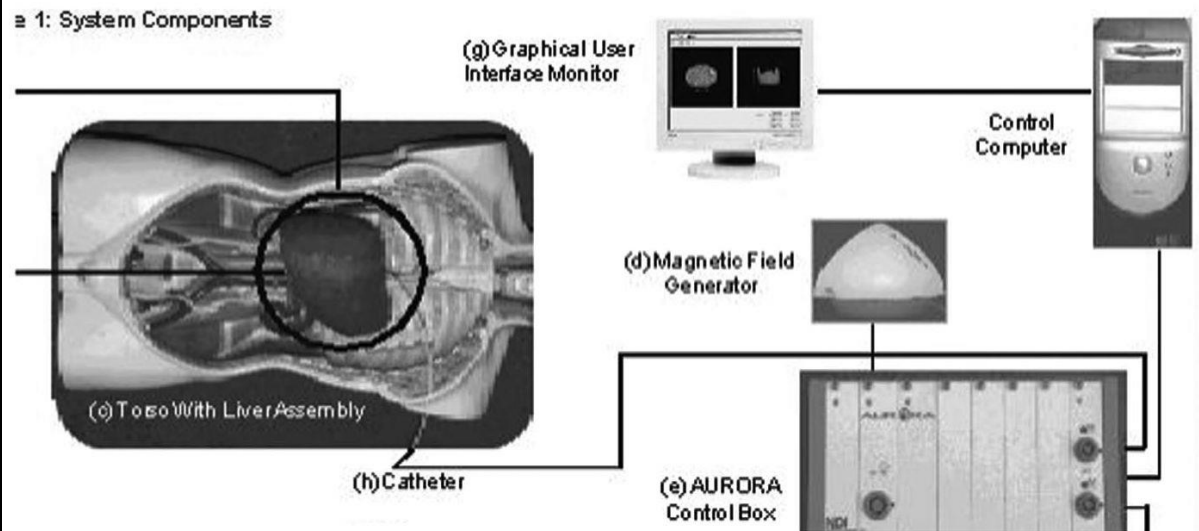 e 1: System Components
(g) Graphical User
Interface Monitor
Control
Computer
(d) Magnetic Field
Generator
(c) Torso With Liver Assembly
(h) Catheter
(e) AURORA
Control Box
AURORA
NDI